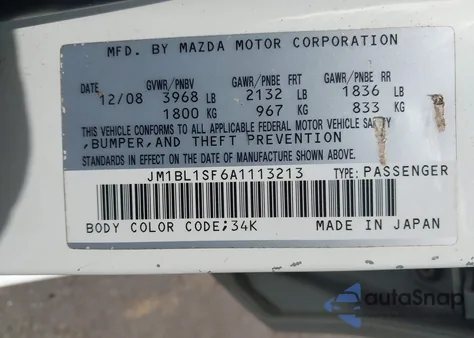 MFD. BY MAZDA MOTOR CORPORATION
DATE GVWR/PNBV GAWR/PNBE FRT GAWR/PNBE RR
12/08 3968 LB 2132 LB 1836 LB
1800 KG 967 KG 833 KG
THIS VEHICLE CONFORMS TO ALL APPLICABLE FEDERAL MOTOR VEHICLE SAFETY
,BUMPER, AND THEFT PREVENTION
STANDARDS IN EFFECT ON THE DATE OF MANUFACTURE SHOWN ABOVE.
JM1BL1SF6A1113213 TYPE:PASSENGER
BODY COLOR CODE;34K MADE IN JAPAN
autoSnap